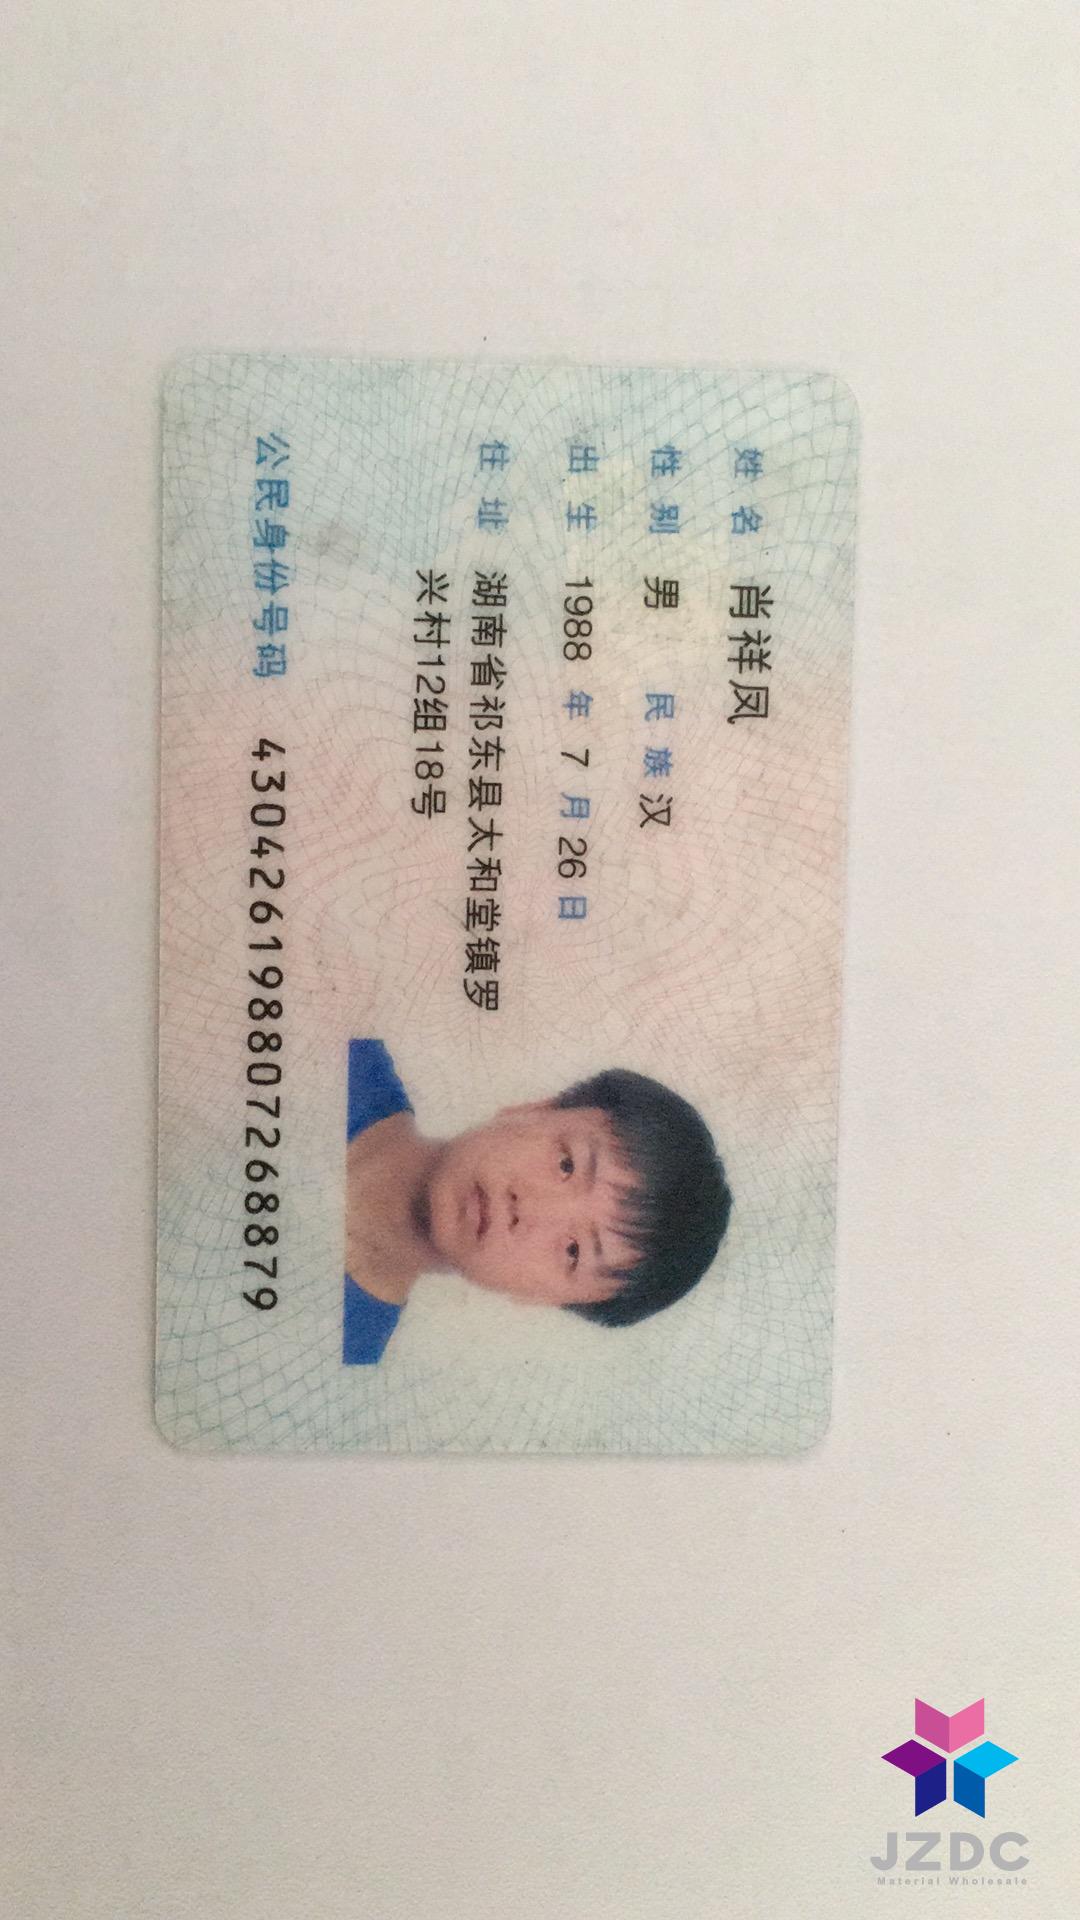 姓名 肖祥凤
性别 男 民族 汉
出生 1988 年 7 月 26 日
住址 湖南省祁东县太和堂镇罗
兴村12组18号
公民身份号码 430426198807268879
JZDC
Material Wholesale